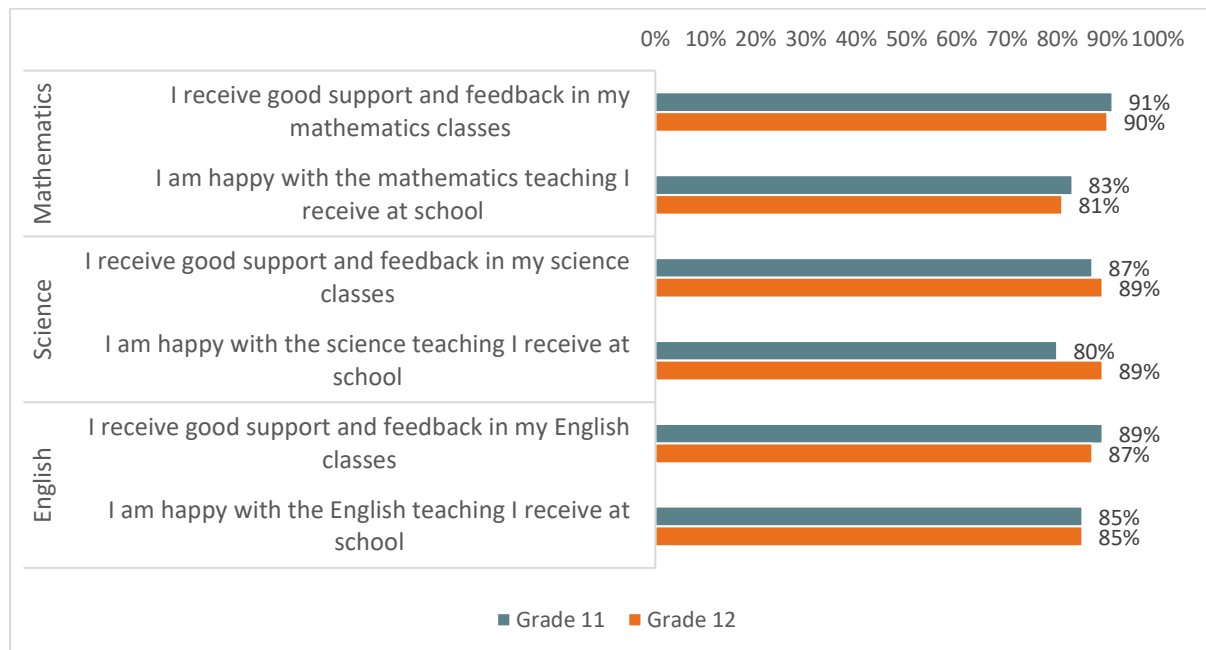 0% 10% 20% 30% 40% 50% 60% 70% 80% 90% 100%
Mathematics
I receive good support and feedback in my
mathematics classes
91%
90%
I am happy with the mathematics teaching I
receive at school
83%
81%
Science
I receive good support and feedback in my science
classes
87%
89%
I am happy with the science teaching I receive at
school
80%
89%
English
I receive good support and feedback in my English
classes
89%
87%
I am happy with the English teaching I receive at
school
85%
85%
Grade 11 Grade 12